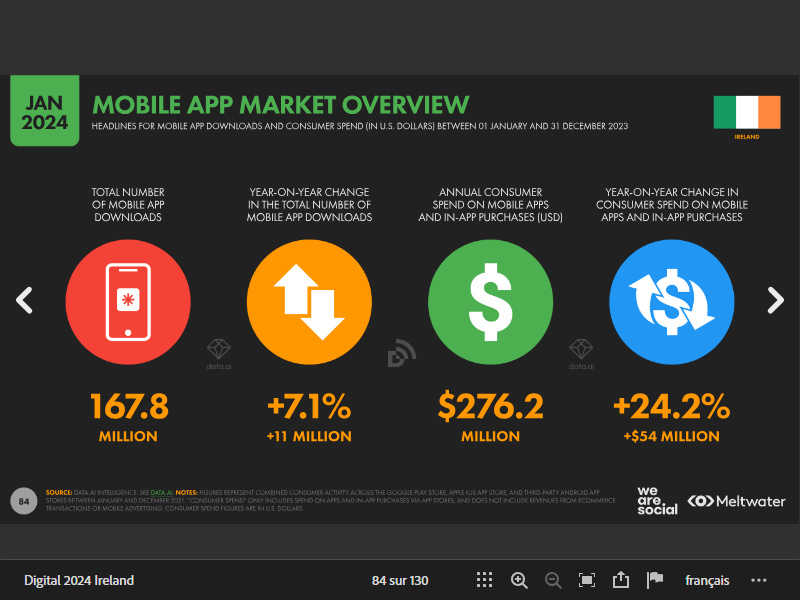 JAN
2024
MOBILE APP MARKET OVERVIEW
HEADLINES FOR MOBILE APP DOWNLOADS AND CONSUMER SPEND (IN U.S. DOLLARS) BETWEEN 01 JANUARY AND 31 DECEMBER 2023
IRELAND
TOTAL NUMBER
OF MOBILE APP
DOWNLOADS
YEAR-ON-YEAR CHANGE
IN THE TOTAL NUMBER OF
MOBILE APP DOWNLOADS
ANNUAL CONSUMER
SPEND ON MOBILE APPS
AND IN-APP PURCHASES (USD)
YEAR-ON-YEAR CHANGE IN
CONSUMER SPEND ON MOBILE
APPS AND IN-APP PURCHASES
$
$
data.ai
data.ai
167.8
MILLION
+7.1%
+11 MILLION
$276.2
MILLION
+24.2%
+$54 MILLION
84
SOURCE: DATA.AI INTELLIGENCE. SEE DATA.AI. NOTES: FIGURES REPRESENT COMBINED CONSUMER ACTIVITY ACROSS THE GOOGLE PLAY STORE, APPLE IOS APP STORE, AND THIRD-PARTY ANDROID APP
STORES BETWEEN JANUARY AND DECEMBER 2021. "CONSUMER SPEND" ONLY INCLUDES SPEND ON APPS AND IN-APP PURCHASES VIA APP STORES, AND DOES NOT INCLUDE REVENUES FROM ECOMMERCE
TRANSACTIONS OR MOBILE ADVERTISING. CONSUMER SPEND FIGURES ARE IN U.S. DOLLARS.
we
are.
social
Meltwater
Digital 2024 Ireland
84 sur 130
français